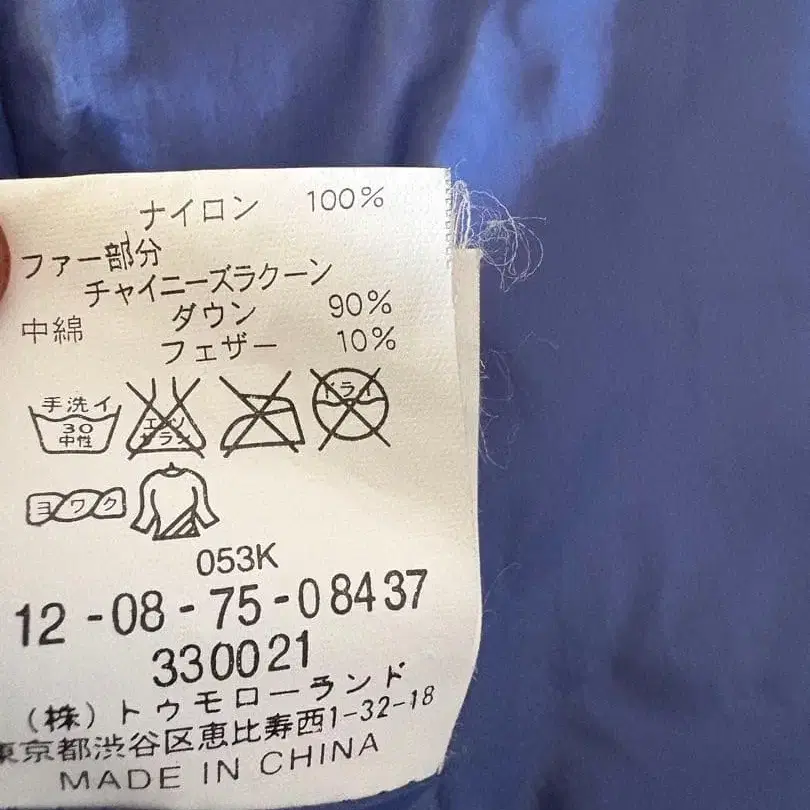 ナイロン 100%
ファー部分
チャイニーズラクーン
中綿 ダウン 90%
フェザー 10%
手洗イ
30
中性
エンソ
サラシ
ドライ
ヨワク
053K
12-08-75-08437
330021
(株)トゥモローランド
東京都渋谷区恵比寿西1-32-18
MADE IN CHINA